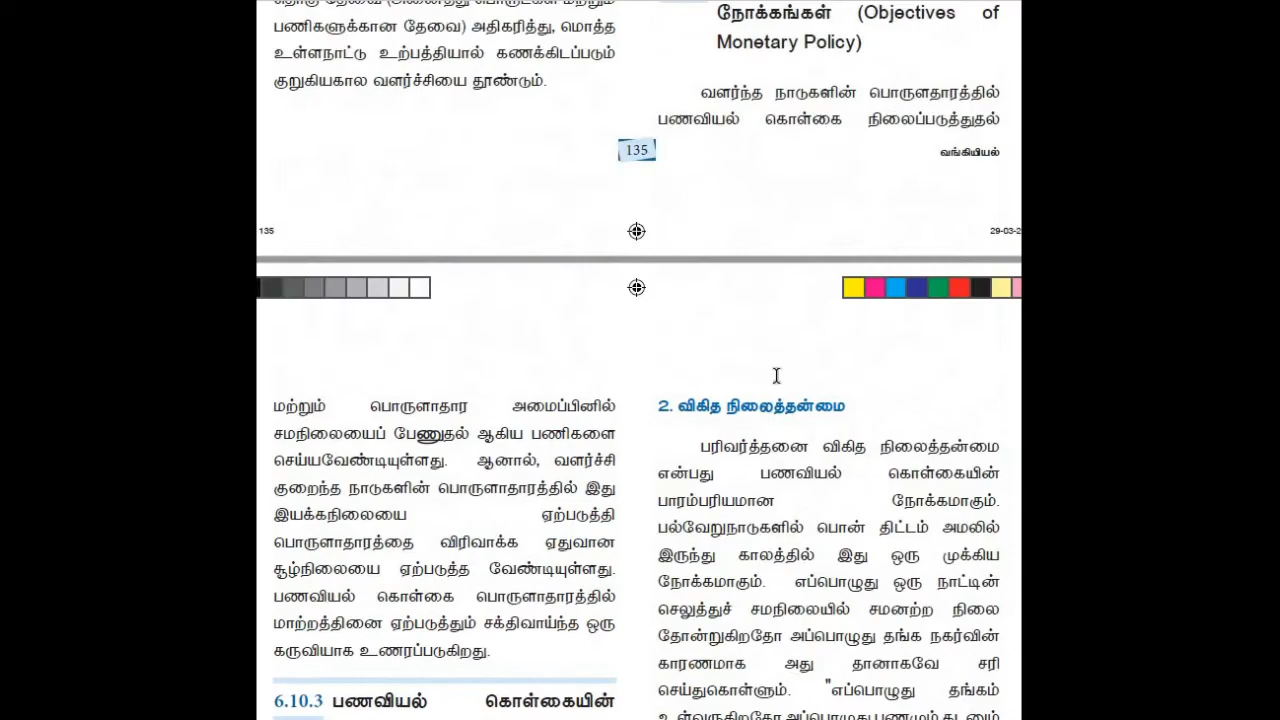 பணிகளுக்கான தேவை) அதிகரித்து, மொத்த
உள்ளநாட்டு உற்பத்தியால் கணக்கிடப்படும்
குறுகியகால வளர்ச்சியை தூண்டும்.
நோக்கங்கள் (Objectives of
Monetary Policy)
வளர்ந்த நாடுகளின் பொருளதாரத்தில்
பணவியல் கொள்கை நிலைப்படுத்துதல்
135
வங்கியியல்
135
29-03-2
மற்றும் பொருளாதார அமைப்பினில்
சமநிலையைப் பேணுதல் ஆகிய பணிகளை
செய்யவேண்டியுள்ளது. ஆனால், வளர்ச்சி
குறைந்த நாடுகளின் பொருளாதாரத்தில் இது
இயக்கநிலையை ஏற்படுத்தி
பொருளாதாரத்தை விரிவாக்க ஏதுவான
சூழ்நிலையை ஏற்படுத்த வேண்டியுள்ளது.
பணவியல் கொள்கை பொருளாதாரத்தில்
மாற்றத்தினை ஏற்படுத்தும் சக்திவாய்ந்த ஒரு
கருவியாக உணரப்படுகிறது.
6.10.3 பணவியல் கொள்கையின்
2. விகித நிலைத்தன்மை
பரிவர்த்தனை விகித நிலைத்தன்மை
என்பது பணவியல் கொள்கையின்
பாரம்பரியமான நோக்கமாகும்.
பல்வேறுநாடுகளில் பொன் திட்டம் அமலில்
இருந்து காலத்தில் இது ஒரு முக்கிய
நோக்கமாகும். எப்பொழுது ஒரு நாட்டின்
செலுத்துச் சமநிலையில் சமனற்ற நிலை
தோன்றுகிறதோ அப்பொழுது தங்க நகர்வின்
காரணமாக அது தானாகவே சரி
செய்துகொள்ளும். "எப்பொழுது தங்கம்